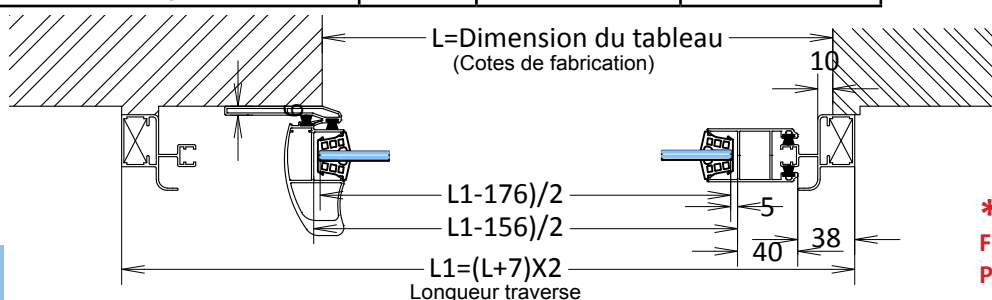 L=Dimension du tableau
(Cotes de fabrication)
10
L1-176)/2
5
L1-156)/2
38
40
L1=(L+7)X2
Longueur traverse
*
F
P